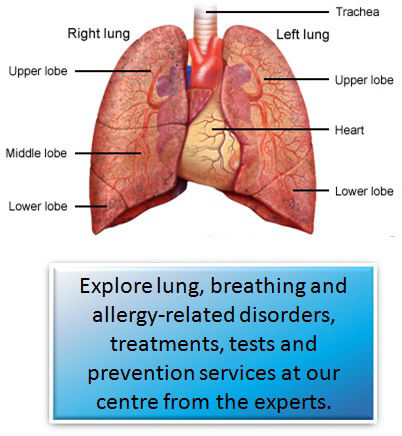 Trachea
Right lung
Left lung
Upper lobe
Upper lobe
Heart
Middle lobe
Lower lobe
Lower lobe
Explore lung, breathing and
allergy-related disorders,
treatments, tests and
prevention services at our
centre from the experts.